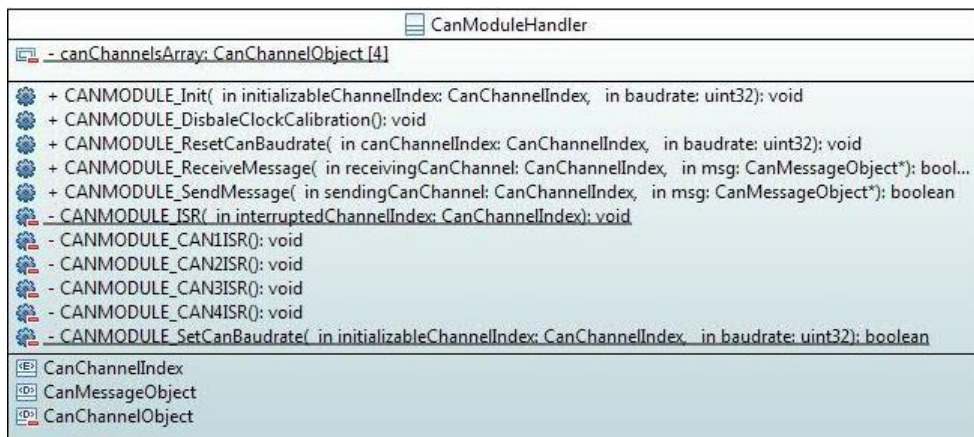 CanModuleHandler
- canChannelsArray: CanChannelObject [4]
+ CANMODULE_Init( in initializableChannelIndex: CanChannelIndex, in baudrate: uint32): void
+ CANMODULE_DisbaleClockCalibration(): void
+ CANMODULE_ResetCanBaudrate( in canChannelIndex: CanChannelIndex, in baudrate: uint32): void
+ CANMODULE_ReceiveMessage( in receivingCanChannel: CanChannelIndex, in msg: CanMessageObject*): bool...
+ CANMODULE_SendMessage( in sendingCanChannel: CanChannelIndex, in msg: CanMessageObject*): boolean
- CANMODULE_ISR( in interruptedChannelIndex: CanChannelIndex): void
- CANMODULE_CAN1ISR(): void
- CANMODULE_CAN2ISR(): void
- CANMODULE_CAN3ISR(): void
- CANMODULE_CAN4ISR(): void
- CANMODULE_SetCanBaudrate( in initializableChannelIndex: CanChannelIndex, in baudrate: uint32): boolean
«E» CanChannelIndex
«D» CanMessageObject
«D» CanChannelObject